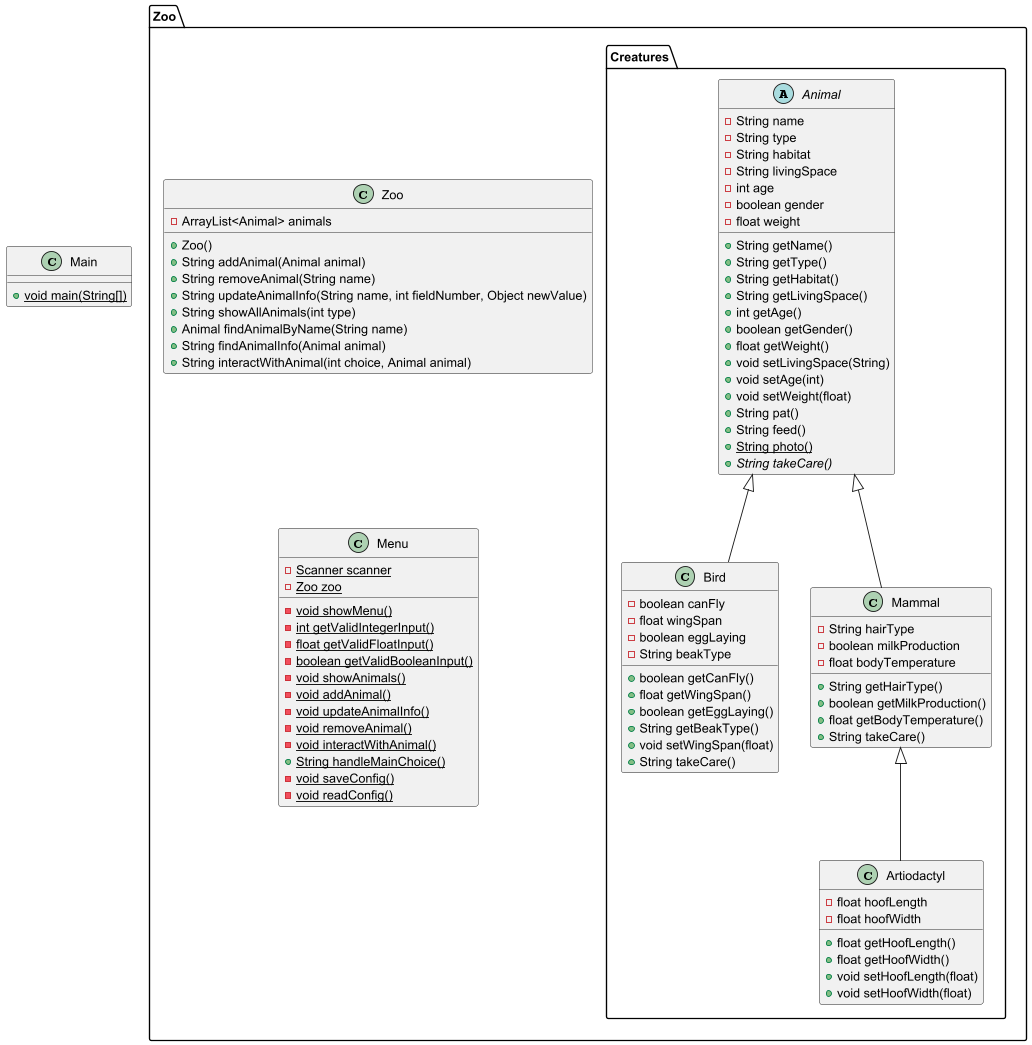 Zoo
Creatures
A Animal
String name
String type
String habitat
String livingSpace
int age
boolean gender
float weight
String getName()
String getType()
String getHabitat()
String getLivingSpace()
int getAge()
boolean getGender()
float getWeight()
void setLivingSpace(String)
void setAge(int)
void setWeight(float)
String pat()
String feed()
String photo()
String takeCare()
C Zoo
ArrayList<Animal> animals
Zoo()
String addAnimal(Animal animal)
String removeAnimal(String name)
String updateAnimalInfo(String name, int fieldNumber, Object newValue)
String showAllAnimals(int type)
Animal findAnimalByName(String name)
String findAnimalInfo(Animal animal)
String interactWithAnimal(int choice, Animal animal)
C Main
void main(String[])
C Menu
Scanner scanner
Zoo zoo
void showMenu()
int getValidIntegerInput()
float getValidFloatInput()
boolean getValidBooleanInput()
void showAnimals()
void addAnimal()
void updateAnimalInfo()
void removeAnimal()
void interactWithAnimal()
String handleMainChoice()
void saveConfig()
void readConfig()
C Bird
boolean canFly
float wingSpan
boolean eggLaying
String beakType
boolean getCanFly()
float getWingSpan()
boolean getEggLaying()
String getBeakType()
void setWingSpan(float)
String takeCare()
C Mammal
String hairType
boolean milkProduction
float bodyTemperature
String getHairType()
boolean getMilkProduction()
float getBodyTemperature()
String takeCare()
C Artiodactyl
float hoofLength
float hoofWidth
float getHoofLength()
float getHoofWidth()
void setHoofLength(float)
void setHoofWidth(float)